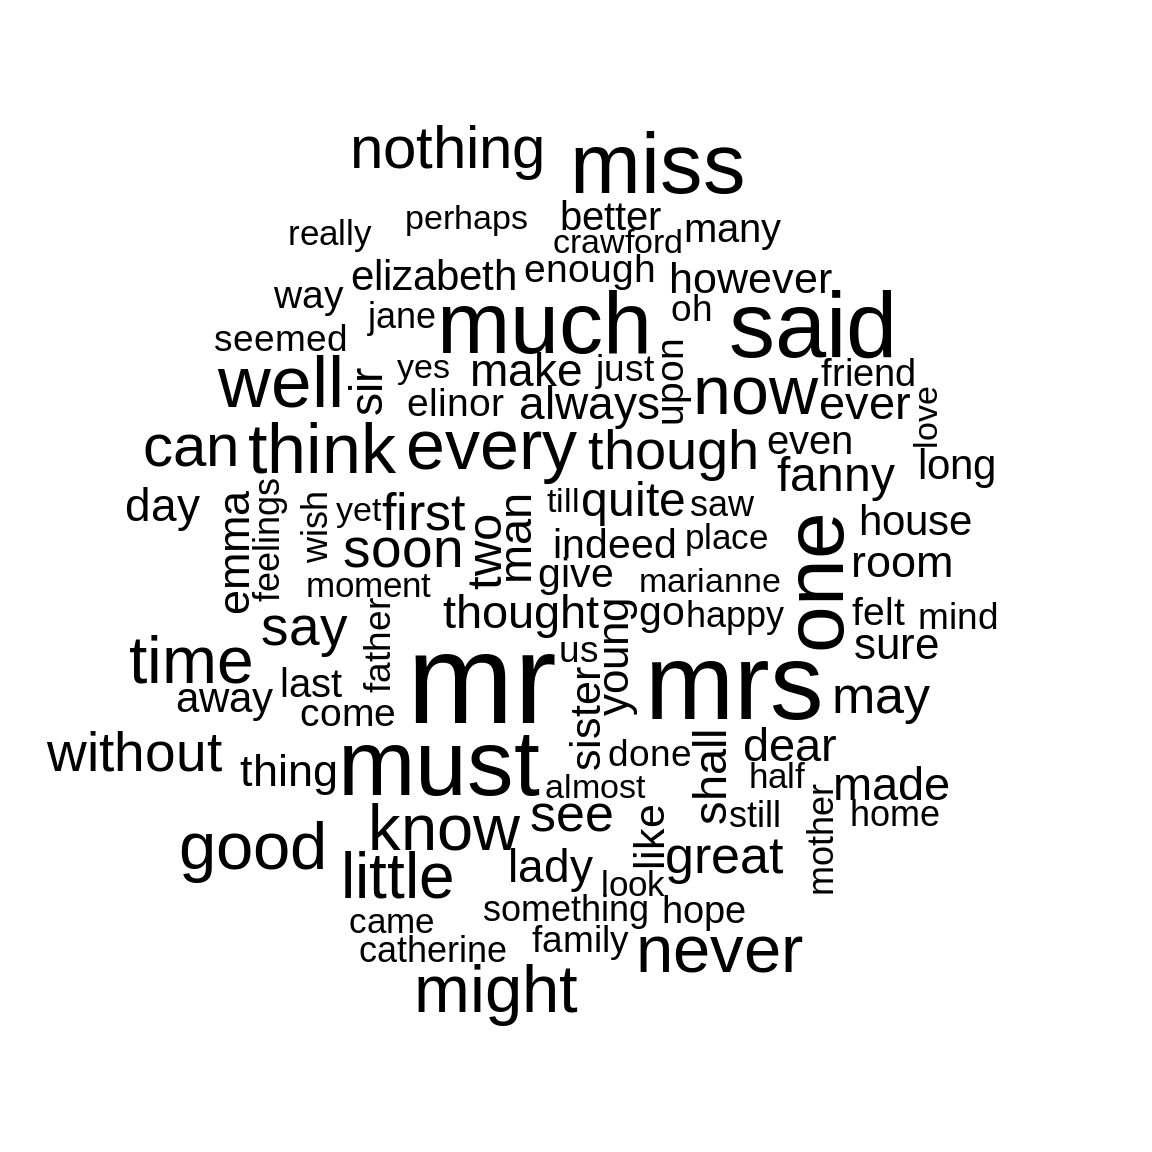 nothing
miss
really
perhaps
better
many
crawford
elizabeth
enough
however
way
jane
much
oh
said
seemed
well
sir
yes
make
just
upon
now
friend
elinor
always
ever
love
can
think
every
though
even
fanny
long
day
emma
feelings
wish
yet
first
till
quite
saw
house
soon
two
man
indeed
place
one
room
moment
give
marianne
say
father
thought
young
go
happy
felt
mind
sure
time
mr
us
mrs
away
last
come
sister
may
without
thing
must
done
shall
dear
almost
half
made
good
know
see
like
still
mother
home
little
lady
look
great
came
something
hope
catherine
family
never
might